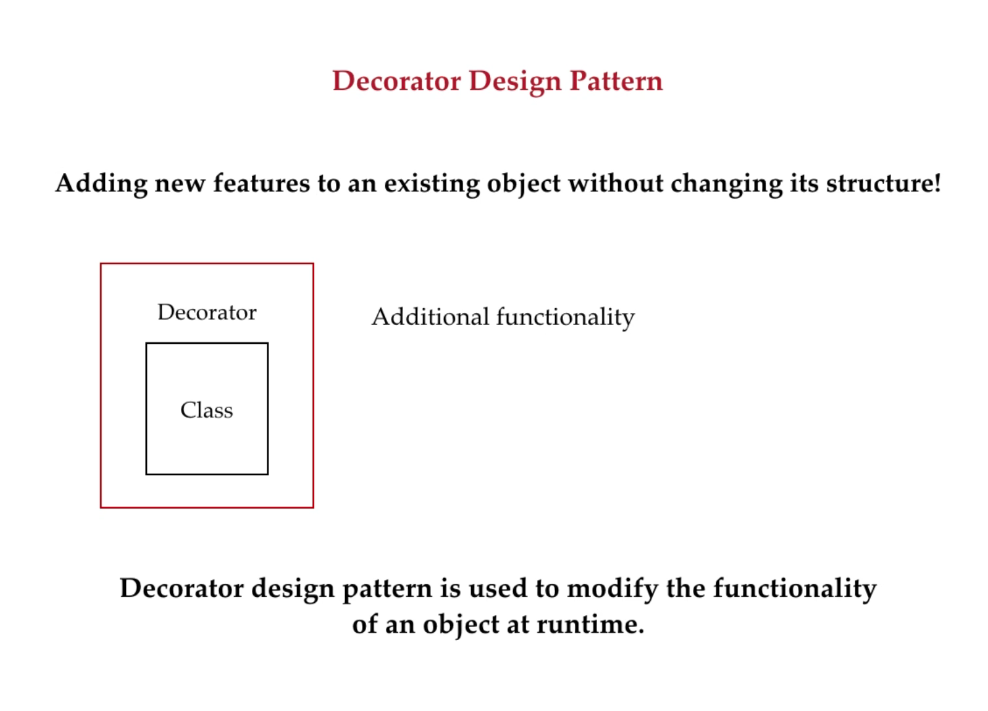 Decorator Design Pattern
Adding new features to an existing object without changing its structure!
Decorator
Additional functionality
Class
Decorator design pattern is used to modify the functionality
of an object at runtime.